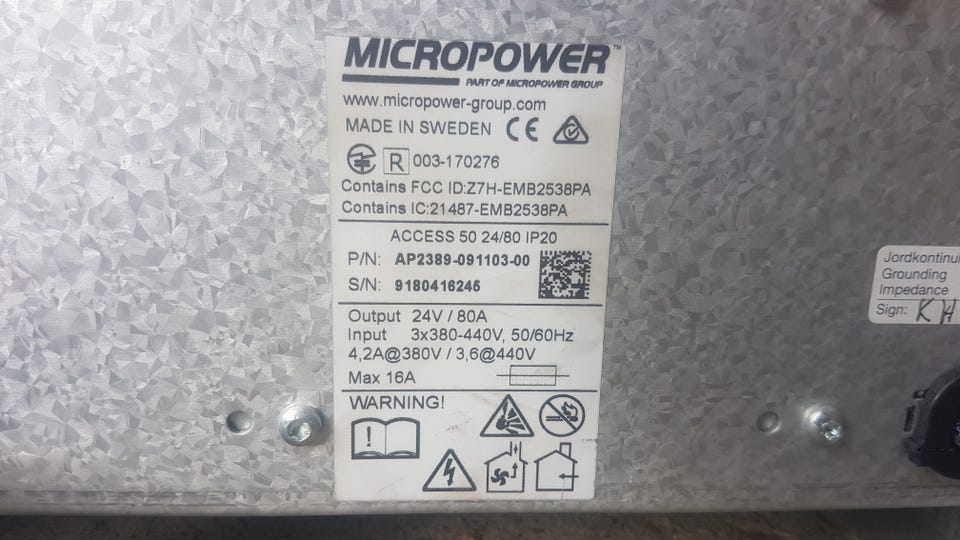 MICROPOWER™
PART OF MICROPOWER GROUP
www.micropower-group.com
MADE IN SWEDEN CE
R 003-170276
Contains FCC ID:Z7H-EMB2538PA
Contains IC:21487-EMB2538PA
ACCESS 50 24/80 IP20
P/N: AP2389-091103-00
S/N: 9180416245
Output 24V / 80A
Input 3x380-440V, 50/60Hz
4,2A@380V / 3,6@440V
Max 16A
WARNING!
Jordkontinu
Grounding
Impedance
Sign: KH